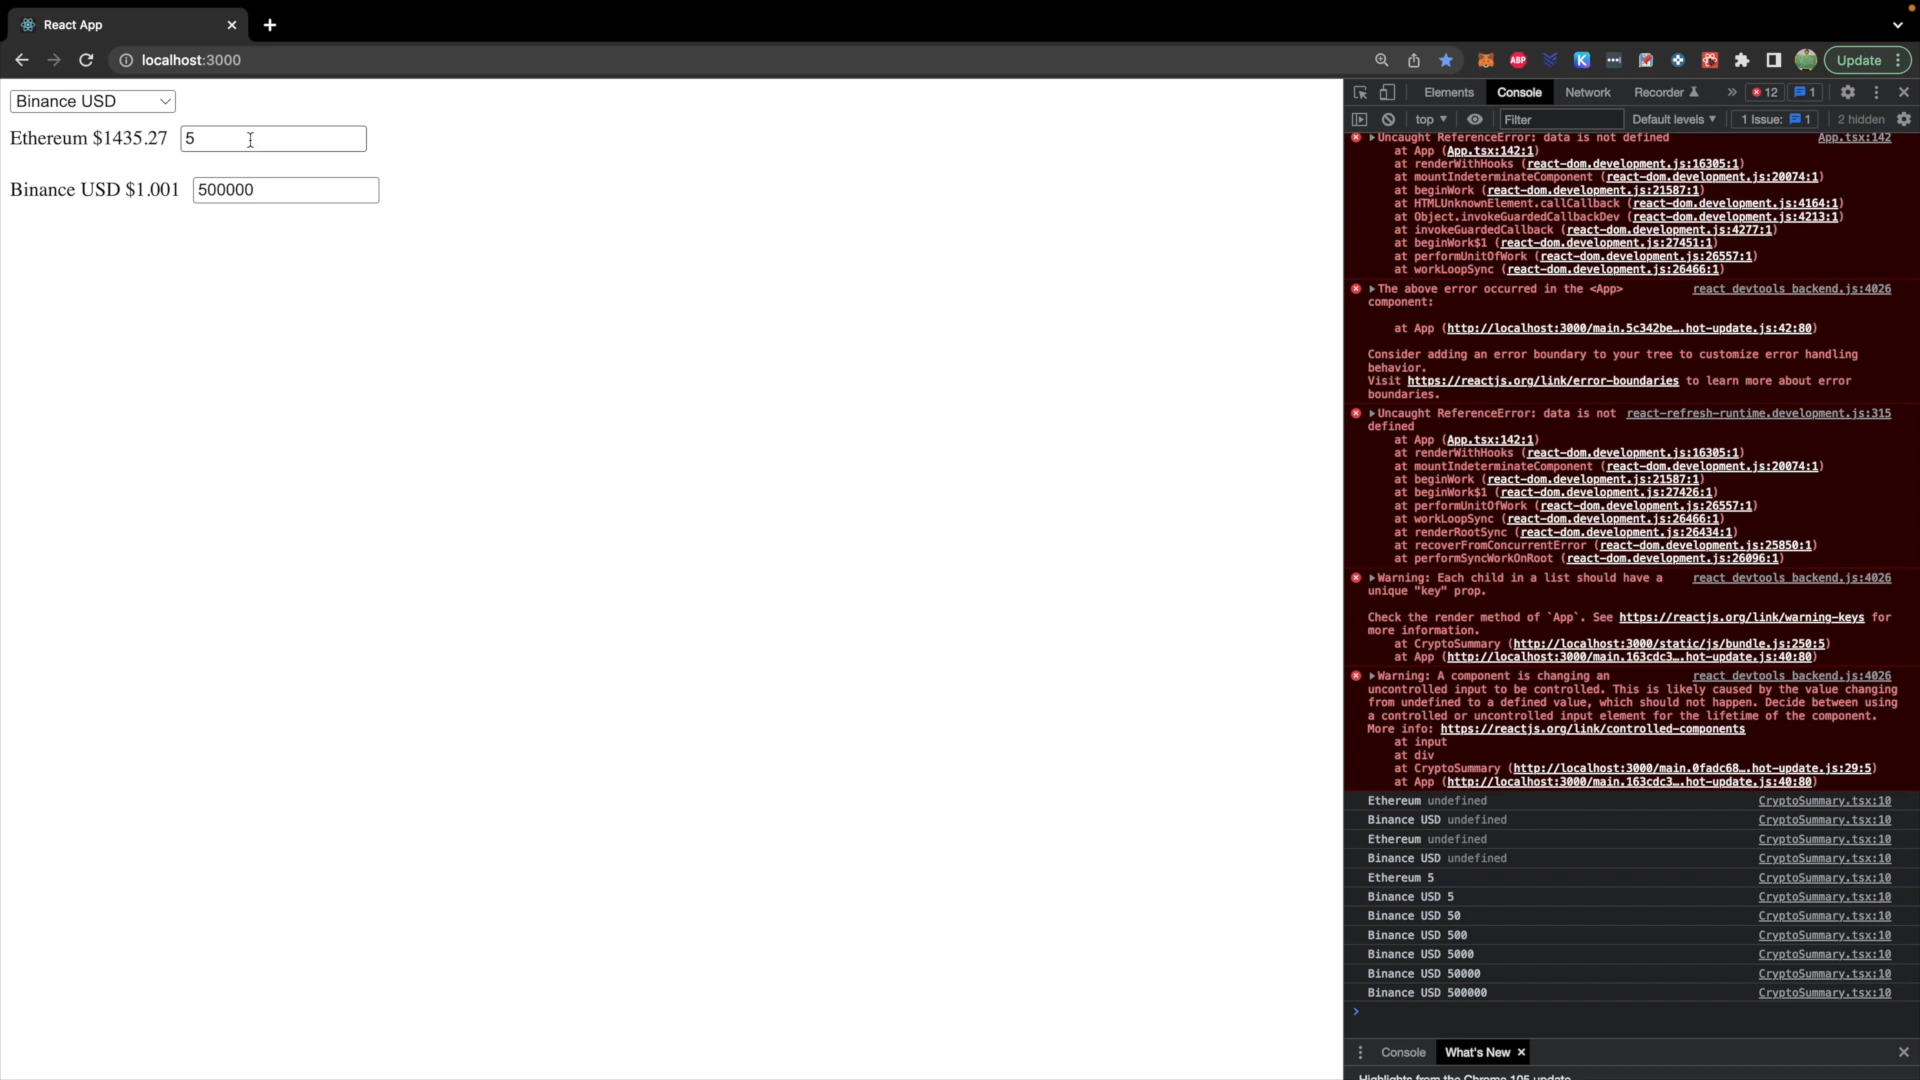 React App
localhost:3000
ABP
K
Update
Binance USD
Ethereum $1435.27 5
Binance USD $1.001 500000
Elements Console Network Recorder » 12 1
top Filter Default levels 1 Issue: 1 2 hidden
Uncaught ReferenceError: data is not defined App.tsx:142
at App (App.tsx:142:1)
at renderWithHooks (react-dom.development.js:16305:1)
at mountIndeterminateComponent (react-dom.development.js:20074:1)
at beginWork (react-dom.development.js:21587:1)
at HTMLUnknownElement.callCallback (react-dom.development.js:4164:1)
at Object.invokeGuardedCallbackDev (react-dom.development.js:4213:1)
at invokeGuardedCallback (react-dom.development.js:4277:1)
at beginWork$1 (react-dom.development.js:27451:1)
at performUnitOfWork (react-dom.development.js:26557:1)
at workLoopSync (react-dom.development.js:26466:1)
The above error occurred in the <App> react_devtools_backend.js:4026
component:
at App (http://localhost:3000/main.5c342be….hot-update.js:42:80)
Consider adding an error boundary to your tree to customize error handling
behavior.
Visit https://reactjs.org/link/error-boundaries to learn more about error
boundaries.
Uncaught ReferenceError: data is not react-refresh-runtime.development.js:315
defined
at App (App.tsx:142:1)
at renderWithHooks (react-dom.development.js:16305:1)
at mountIndeterminateComponent (react-dom.development.js:20074:1)
at beginWork (react-dom.development.js:21587:1)
at beginWork$1 (react-dom.development.js:27426:1)
at performUnitOfWork (react-dom.development.js:26557:1)
at workLoopSync (react-dom.development.js:26466:1)
at renderRootSync (react-dom.development.js:26434:1)
at recoverFromConcurrentError (react-dom.development.js:25850:1)
at performSyncWorkOnRoot (react-dom.development.js:26096:1)
Warning: Each child in a list should have a react_devtools_backend.js:4026
unique "key" prop.
Check the render method of `App`. See https://reactjs.org/link/warning-keys for
more information.
at CryptoSummary (http://localhost:3000/static/js/bundle.js:250:5)
at App (http://localhost:3000/main.163cdc3….hot-update.js:40:80)
Warning: A component is changing an react_devtools_backend.js:4026
uncontrolled input to be controlled. This is likely caused by the value changing
from undefined to a defined value, which should not happen. Decide between using
a controlled or uncontrolled input element for the lifetime of the component.
More info: https://reactjs.org/link/controlled-components
at input
at div
at CryptoSummary (http://localhost:3000/main.0fadc68….hot-update.js:29:5)
at App (http://localhost:3000/main.163cdc3….hot-update.js:40:80)
Ethereum undefined CryptoSummary.tsx:10
Binance USD undefined CryptoSummary.tsx:10
Ethereum undefined CryptoSummary.tsx:10
Binance USD undefined CryptoSummary.tsx:10
Ethereum 5 CryptoSummary.tsx:10
Binance USD 5 CryptoSummary.tsx:10
Binance USD 50 CryptoSummary.tsx:10
Binance USD 500 CryptoSummary.tsx:10
Binance USD 5000 CryptoSummary.tsx:10
Binance USD 50000 CryptoSummary.tsx:10
Binance USD 500000 CryptoSummary.tsx:10
Console What's New
Highlights from the Chrome 105 update